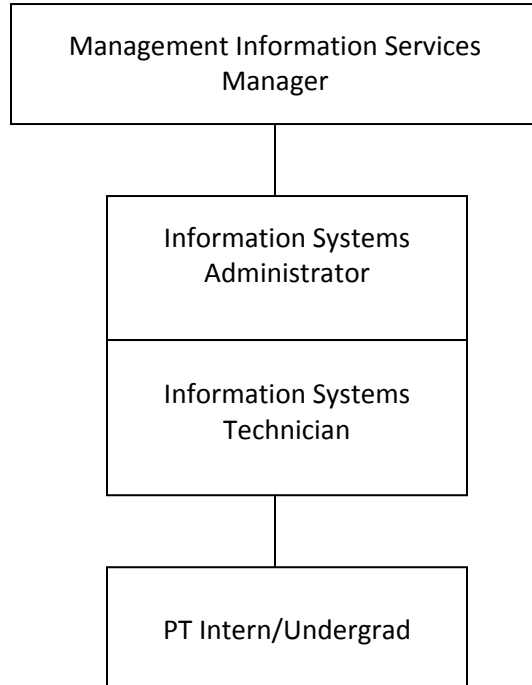 Management Information Services
Manager
Information Systems
Administrator
Information Systems
Technician
PT Intern/Undergrad